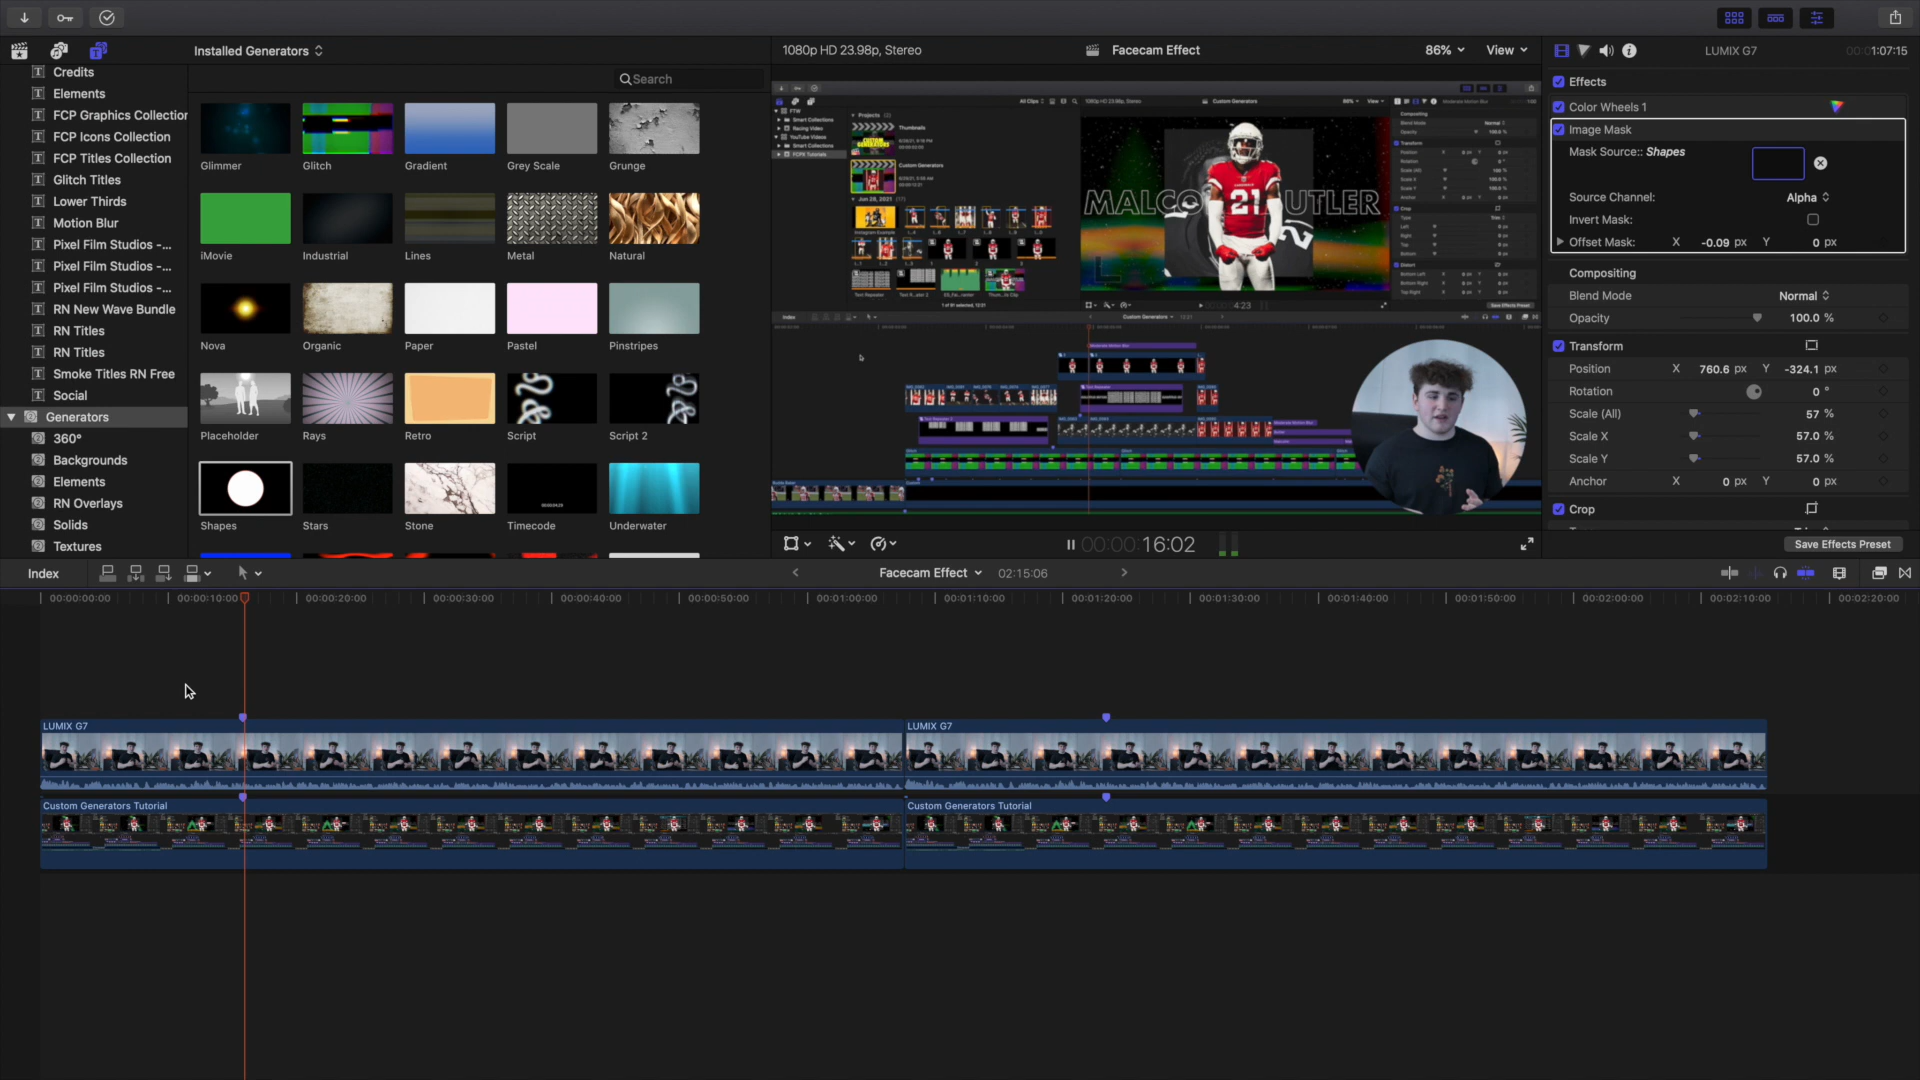 Installed Generators
1080p HD 23.98p, Stereo
Facecam Effect
86%
View
LUMIX G7
00:01:07:15
Credits
Elements
FCP Graphics Collection
FCP Icons Collection
FCP Titles Collection
Glitch Titles
Lower Thirds
Motion Blur
Pixel Film Studios -...
Pixel Film Studios -...
Pixel Film Studios -...
RN New Wave Bundle
RN Titles
RN Titles
Smoke Titles RN Free
Social
Generators
360°
Backgrounds
Elements
RN Overlays
Solids
Textures
Search
Glimmer
Glitch
Gradient
Grey Scale
Grunge
iMovie
Industrial
Lines
Metal
Natural
Nova
Organic
Paper
Pastel
Pinstripes
Placeholder
Rays
Retro
Script
Script 2
Shapes
Stars
Stone
Timecode
Underwater
Custom Generators
MALCO
UTLER
21
Effects
Color Wheels 1
Image Mask
Mask Source:: Shapes
Source Channel: Alpha
Invert Mask:
Offset Mask: X -0.09 px Y 0 px
Compositing
Blend Mode Normal
Opacity 100.0 %
Transform
Position X 760.6 px Y -324.1 px
Rotation 0 °
Scale (All) 57 %
Scale X 57.0 %
Scale Y 57.0 %
Anchor X 0 px Y 0 px
Crop
Save Effects Preset
00:00:00:16:02
Index
Facecam Effect
02:15:06
00:00:00:00
00:00:10:00
00:00:20:00
00:00:30:00
00:00:40:00
00:00:50:00
00:01:00:00
00:01:10:00
00:01:20:00
00:01:30:00
00:01:40:00
00:01:50:00
00:02:00:00
00:02:10:00
00:02:20:00
LUMIX G7
LUMIX G7
Custom Generators Tutorial
Custom Generators Tutorial